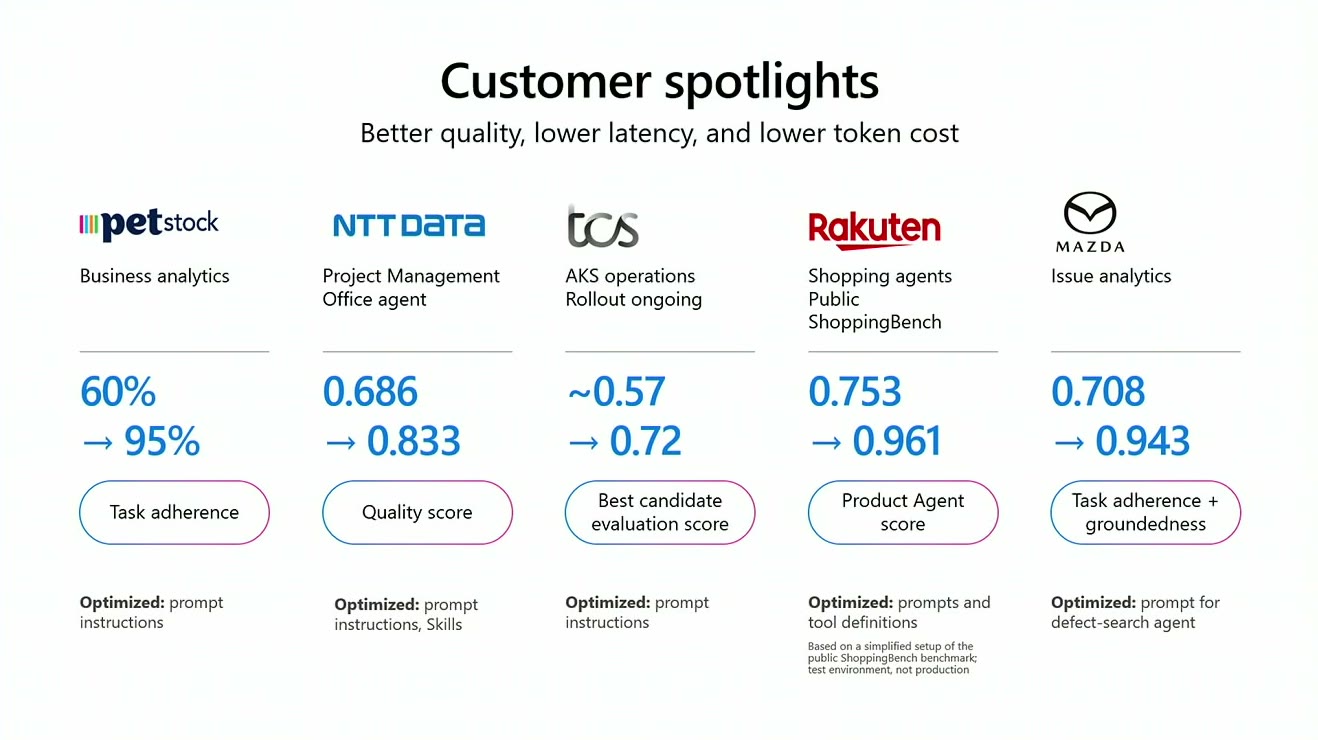 Customer spotlights
Better quality, lower latency, and lower token cost
petstock
Business analytics
60%
→ 95%
Task adherence
Optimized: prompt
instructions
NTT DATA
Project Management
Office agent
0.686
→ 0.833
Quality score
Optimized: prompt
instructions, Skills
tcs
AKS operations
Rollout ongoing
~0.57
→ 0.72
Best candidate
evaluation score
Optimized: prompt
instructions
Rakuten
Shopping agents
Public
ShoppingBench
0.753
→ 0.961
Product Agent
score
Optimized: prompts and
tool definitions
Based on a simplified setup of the
public ShoppingBench benchmark;
test environment, not production
MAZDA
Issue analytics
0.708
→ 0.943
Task adherence +
groundedness
Optimized: prompt for
defect-search agent